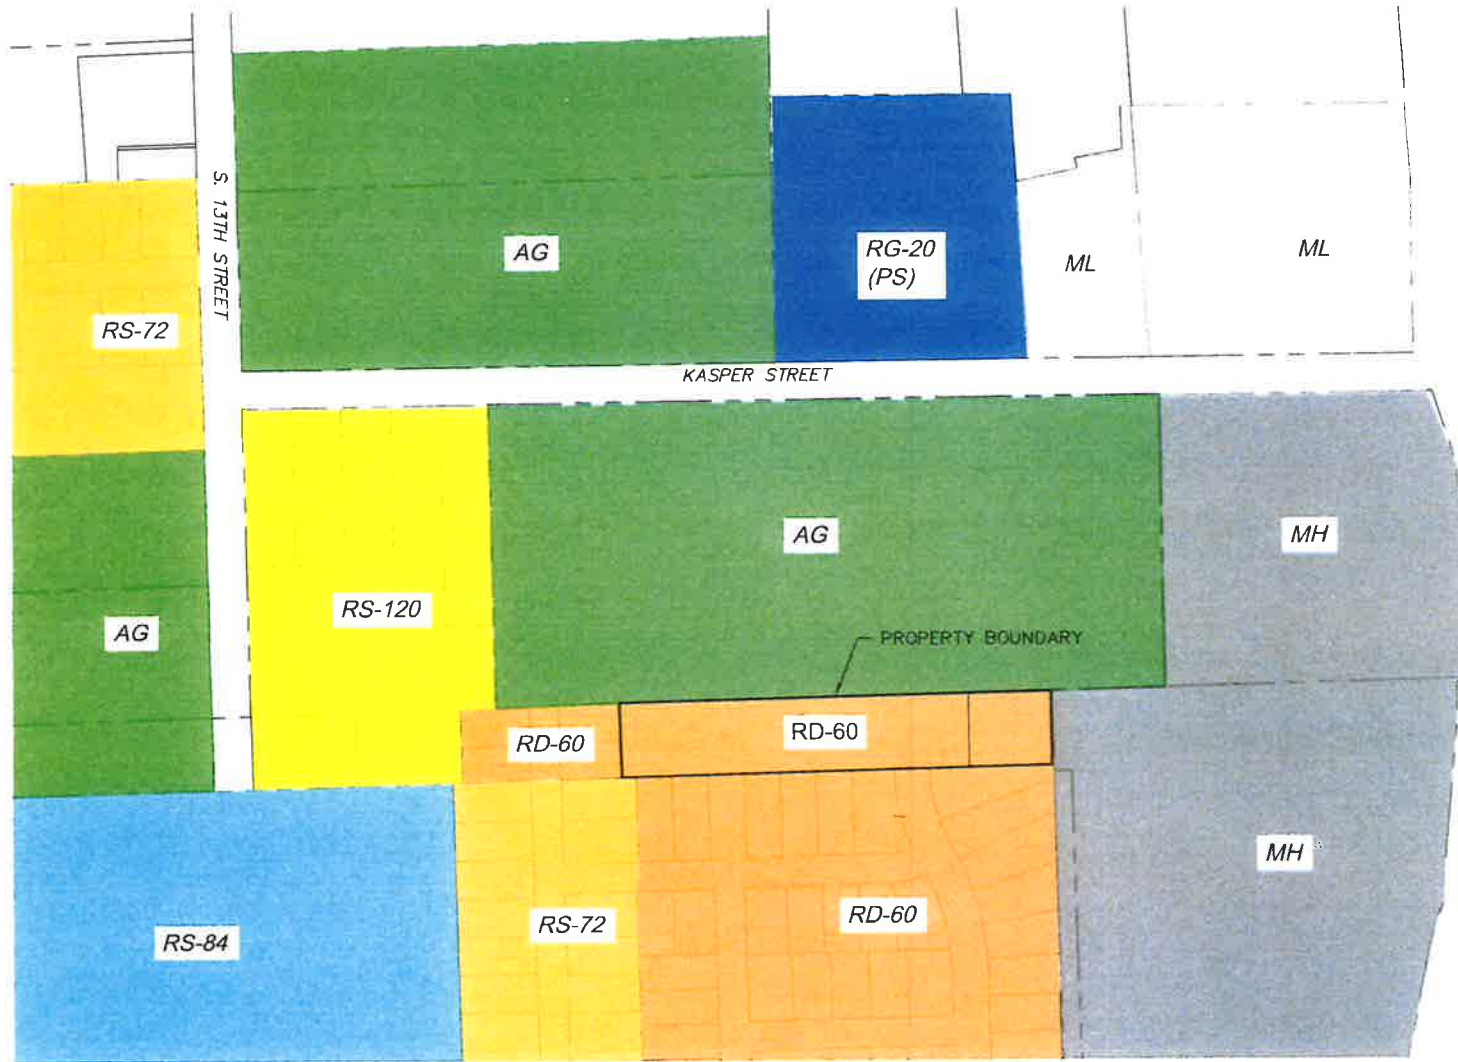 S. 13TH STREET
AG
RG-20
(PS)
ML
ML
RS-72
KASPER STREET
AG
MH
RS-120
AG
PROPERTY BOUNDARY
RD-60
RD-60
MH
RS-84
RS-72
RD-60